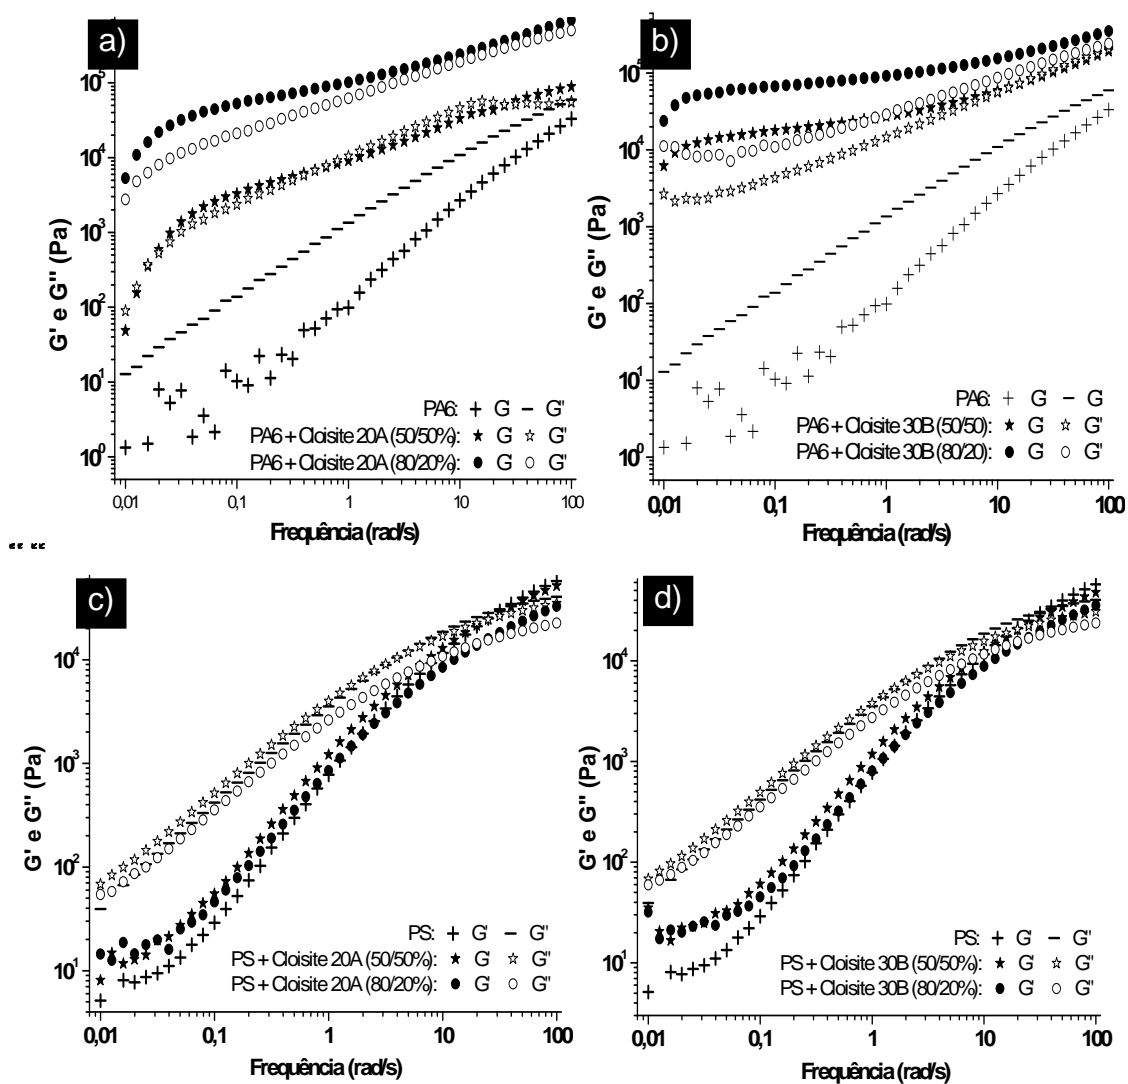 a)
G' e G'' (Pa)
10⁵
10⁴
10³
10²
10¹
10⁰
PA6: + G — G''
PA6 + Cloisite 20A (50/50%): ★ G ☆ G''
PA6 + Cloisite 20A (80/20%): ● G ○ G''
0,01 0,1 1 10 100
Frequência (rad/s)
b)
G' e G'' (Pa)
10⁵
10⁴
10³
10²
10¹
10⁰
PA6: + G — G
PA6 + Cloisite 30B (50/50): ★ G ☆ G''
PA6 + Cloisite 30B (80/20): ● G ○ G''
0,01 0,1 1 10 100
Frequência (rad/s)
c)
G' e G'' (Pa)
10⁴
10³
10²
10¹
PS: + G' — G''
PS + Cloisite 20A (50/50%): ★ G ☆ G''
PS + Cloisite 20A (80/20%): ● G ○ G''
0,01 0,1 1 10 100
Frequência (rad/s)
d)
G' e G'' (Pa)
10⁴
10³
10²
10¹
PS: + G' — G''
PS + Cloisite 30B (50/50%): ★ G ☆ G''
PS + Cloisite 30B (80/20%): ● G ○ G''
0,01 0,1 1 10 100
Frequência (rad/s)